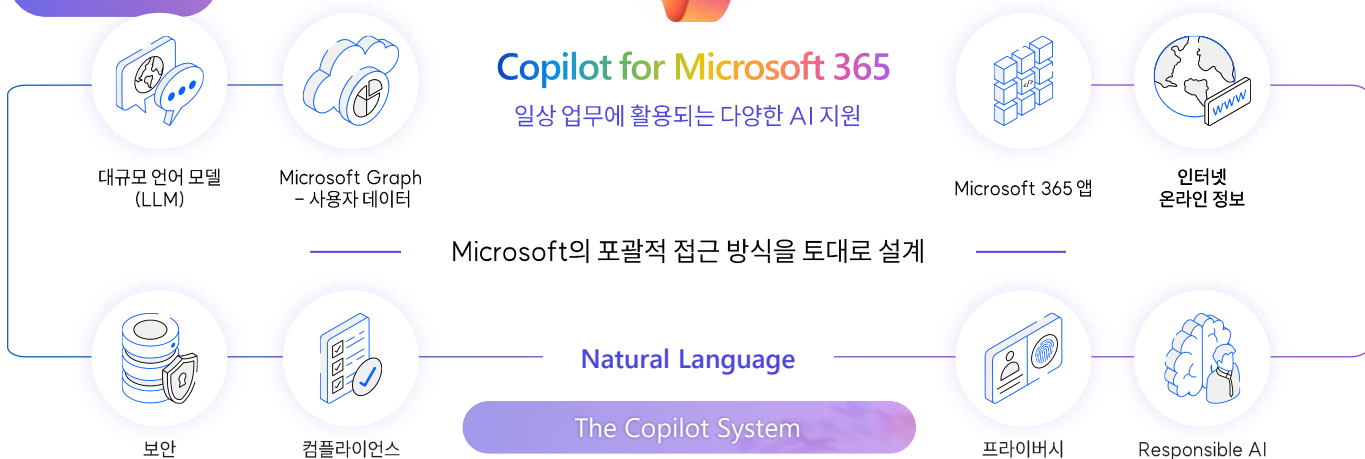 Copilot for Microsoft 365
일상 업무에 활용되는 다양한 AI 지원
대규모 언어 모델
(LLM)
Microsoft Graph
- 사용자 데이터
</>
Microsoft 365 앱
WWW
인터넷
온라인 정보
Microsoft의 포괄적 접근 방식을 토대로 설계
Natural Language
The Copilot System
보안
컴플라이언스
프라이버시
Responsible AI